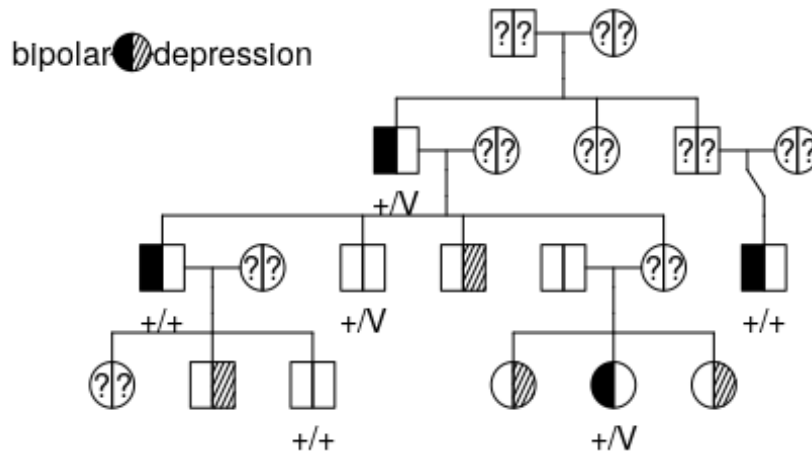 ?? ??
bipolar depression
?? ?? ?? ??
+/V
?? ??
+/+ +/V +/+
??
+/+ +/V